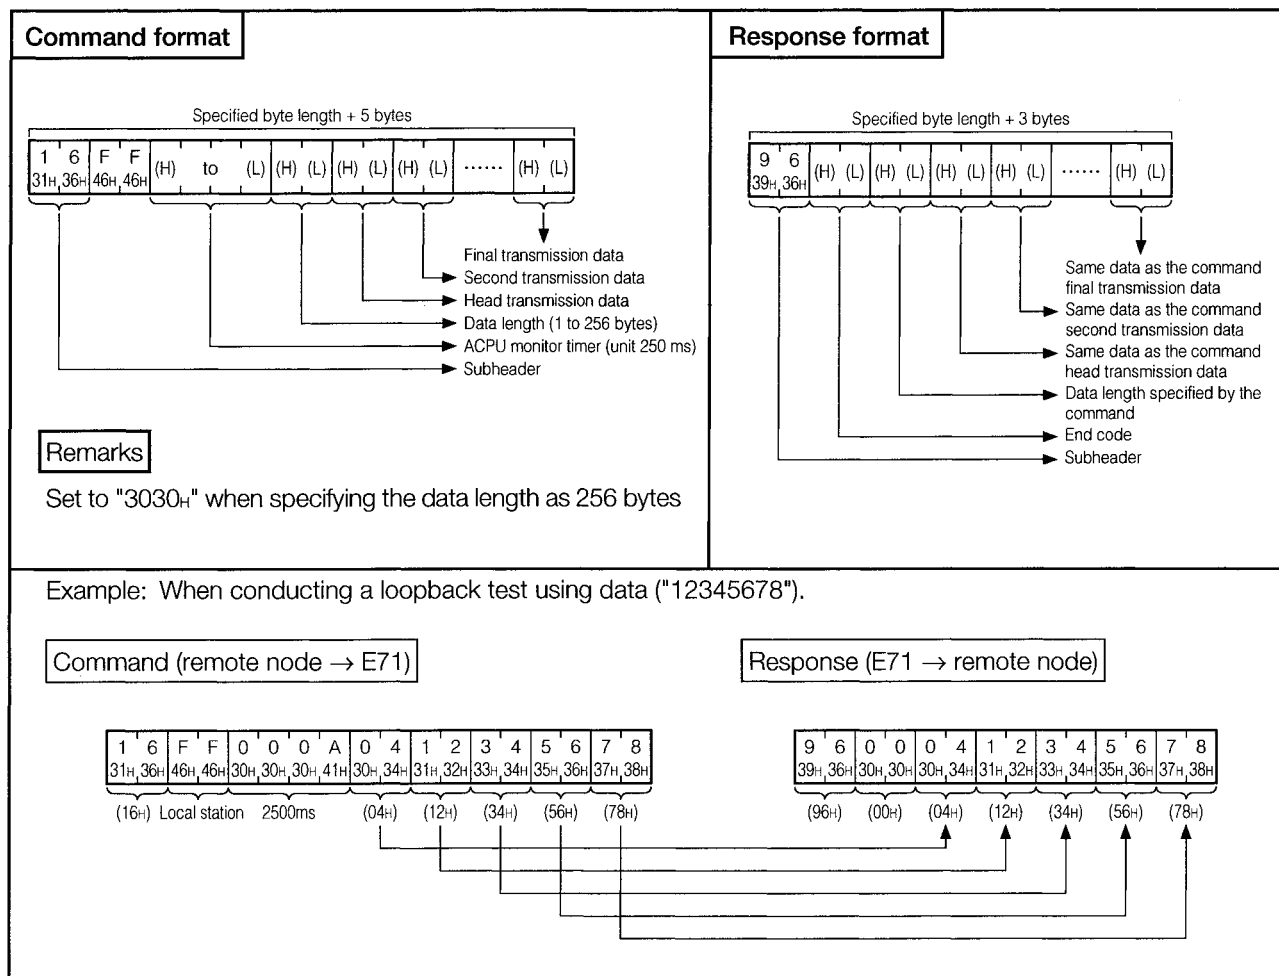 Command format
Specified byte length + 5 bytes
1 6 F F (H) to (L) (H) (L) (H) (L) (H) (L) ...... (H) (L)
31H 36H 46H 46H
Final transmission data
Second transmission data
Head transmission data
Data length (1 to 256 bytes)
ACPU monitor timer (unit 250 ms)
Subheader
Remarks
Set to "3030H" when specifying the data length as 256 bytes
Response format
Specified byte length + 3 bytes
9 6 (H) (L) (H) (L) (H) (L) (H) (L) ...... (H) (L)
39H 36H
Same data as the command
final transmission data
Same data as the command
second transmission data
Same data as the command
head transmission data
Data length specified by the
command
End code
Subheader
Example: When conducting a loopback test using data ("12345678").
Command (remote node → E71)
1 6 F F 0 0 0 A 0 4 1 2 3 4 5 6 7 8
31H 36H 46H 46H 30H 30H 30H 41H 30H 34H 31H 32H 33H 34H 35H 36H 37H 38H
(16H) Local station 2500ms (04H) (12H) (34H) (56H) (78H)
Response (E71 → remote node)
9 6 0 0 0 4 1 2 3 4 5 6 7 8
39H 36H 30H 30H 30H 34H 31H 32H 33H 34H 35H 36H 37H 38H
(96H) (00H) (04H) (12H) (34H) (56H) (78H)